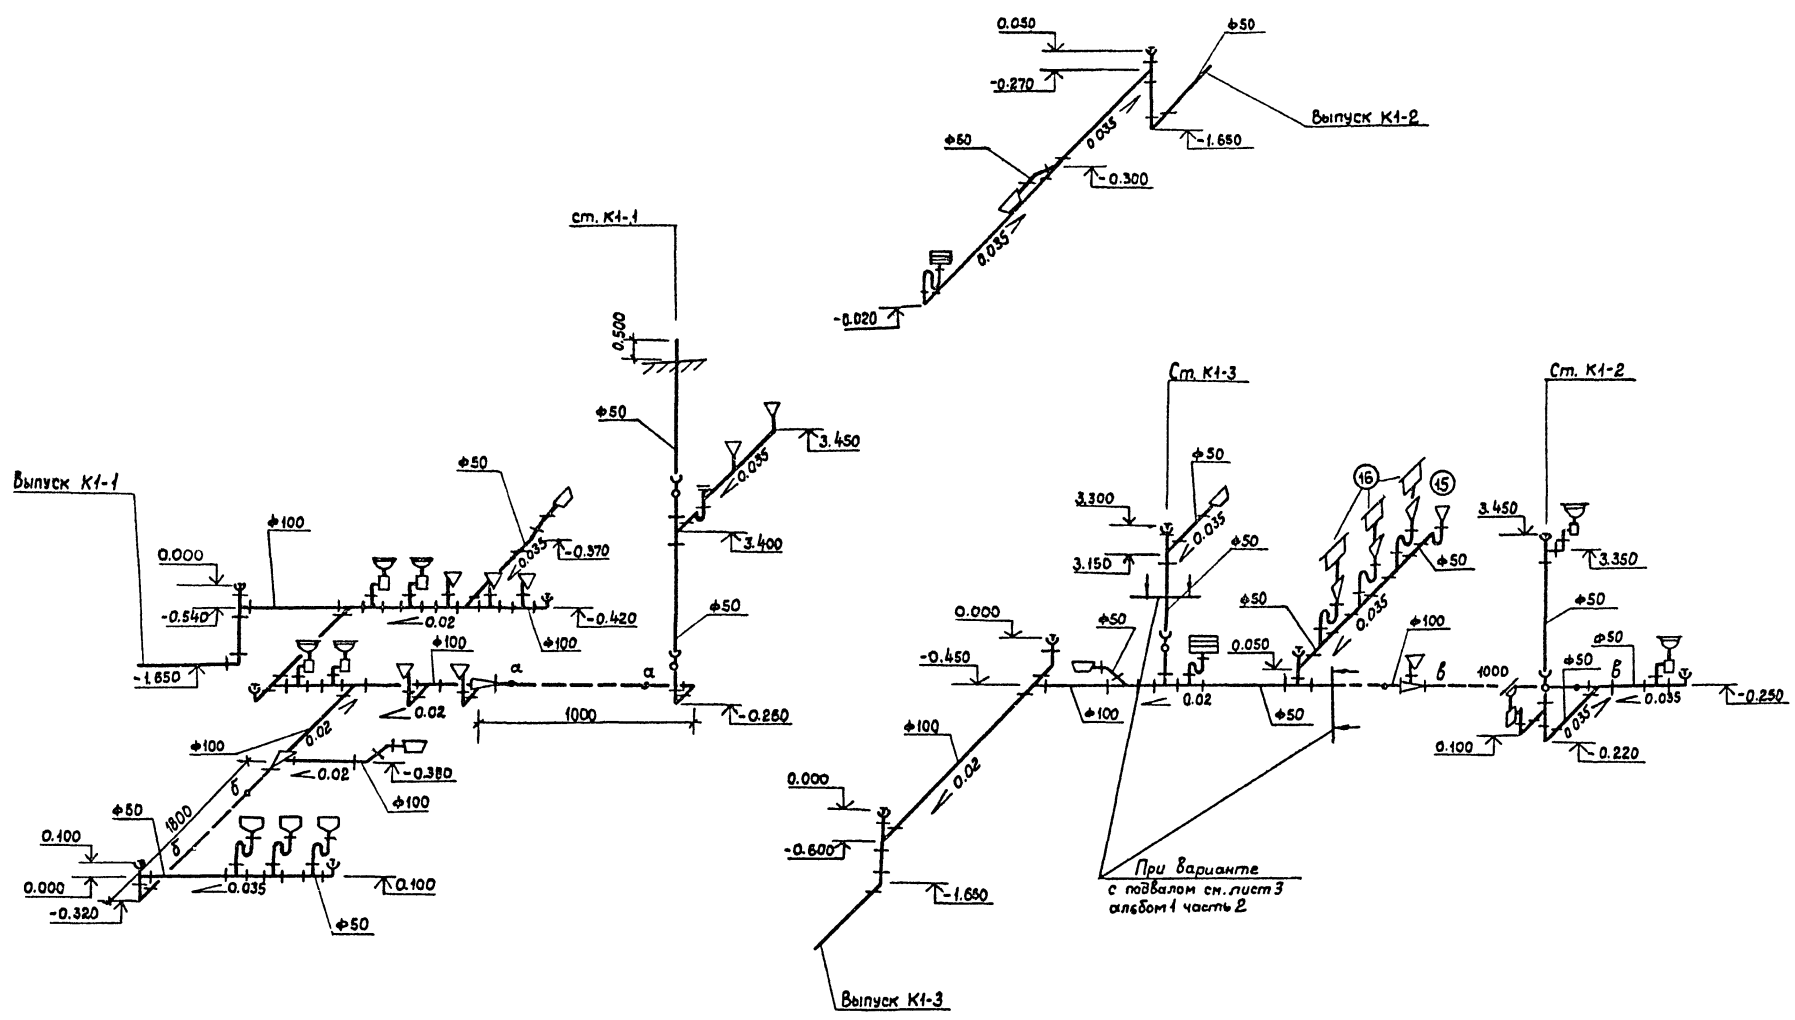 0.050
ф50
-0.270
Выпуск К1-2
0.035
ф50
-1.650
-0.300
0.035
-0.020
ст. К1-1
0.500
ф50
3.450
0.035
3.400
ф50
Выпуск К1-1
ф100
ф50
0.000
0.035
-0.370
-0.540
0.02
ф100
-0.420
ф100
-1.650
а
а
0.02
1000
-0.260
ф100
0.02
0.02
-0.380
ф100
б
1800
б
ф50
0.100
0.000
0.035
0.100
-0.320
ф50
Ст. К1-3
Ст. К1-2
ф50
16
15
3.300
3.450
0.035
ф50
3.150
ф50
3.350
0.000
ф50
ф50
0.035
ф100
ф50
ф50
-0.450
0.050
в
1000
ф50
в
ф100
0.02
ф50
0.035
-0.250
ф100
0.02
0.100
0.035
-0.220
0.000
-0.600
-1.650
При варианте
с подвалом см. лист 3
альбом 1 часть 2
Выпуск К1-3